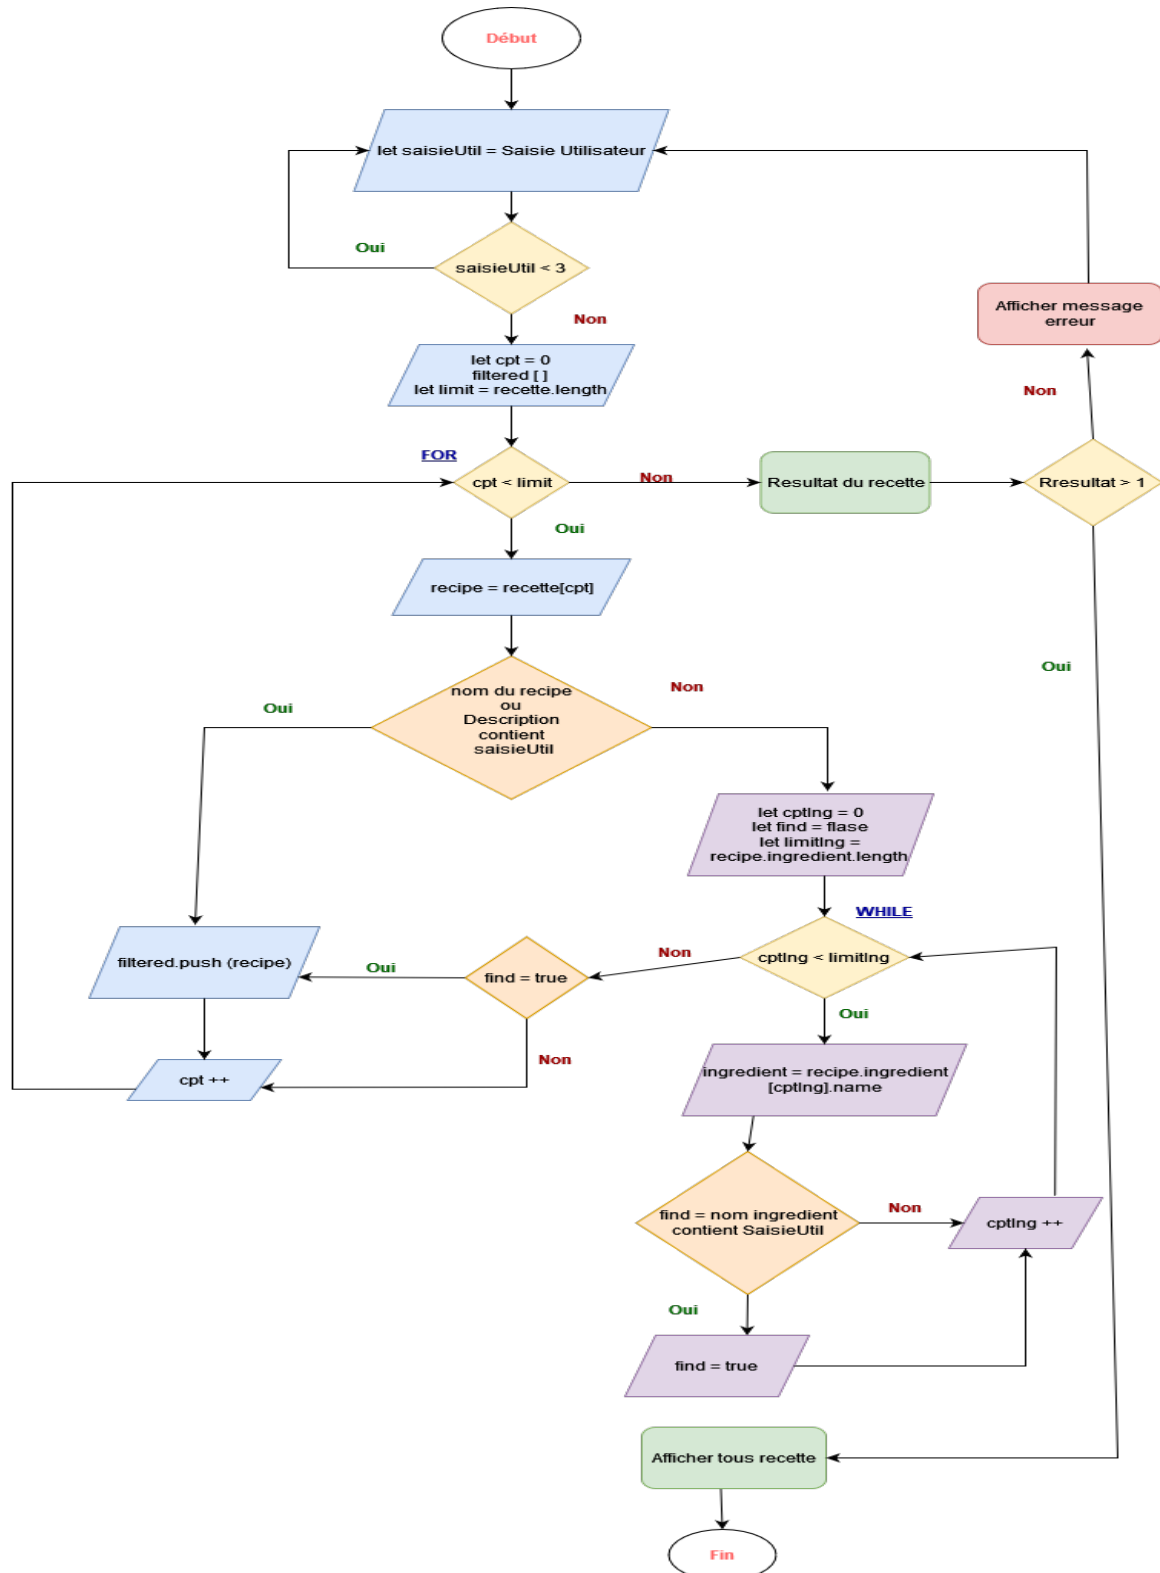 Début
let saisieUtil = Saisie Utilisateur
Oui
saisieUtil < 3
Non
Afficher message
erreur
let cpt = 0
filtered [ ]
let limit = recette.length
Non
FOR
cpt < limit
Non
Resultat du recette
Rresultat > 1
Oui
recipe = recette[cpt]
Oui
nom du recipe
ou
Description
contient
saisieUtil
Oui
Non
let cptIng = 0
let find = flase
let limitIng =
recipe.ingredient.length
WHILE
cptIng < limitIng
Non
find = true
Oui
filtered.push (recipe)
Oui
Non
cpt ++
ingredient = recipe.ingredient
[cptIng].name
find = nom ingredient
contient SaisieUtil
Non
cptIng ++
Oui
find = true
Afficher tous recette
Fin